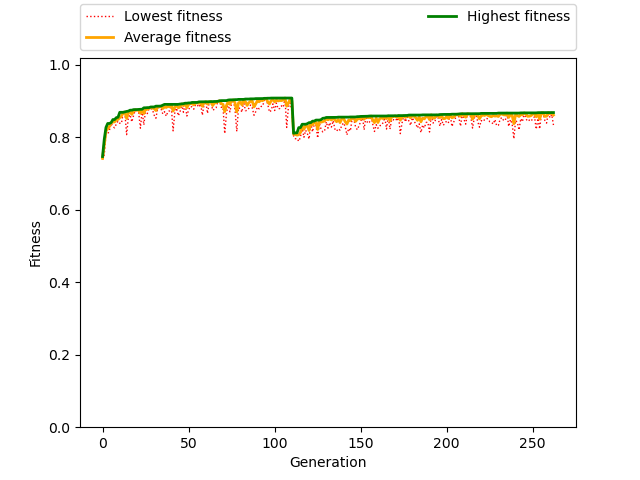 Lowest fitness
Average fitness
Highest fitness
1.0
0.8
0.6
0.4
0.2
0.0
Fitness
0 50 100 150 200 250
Generation